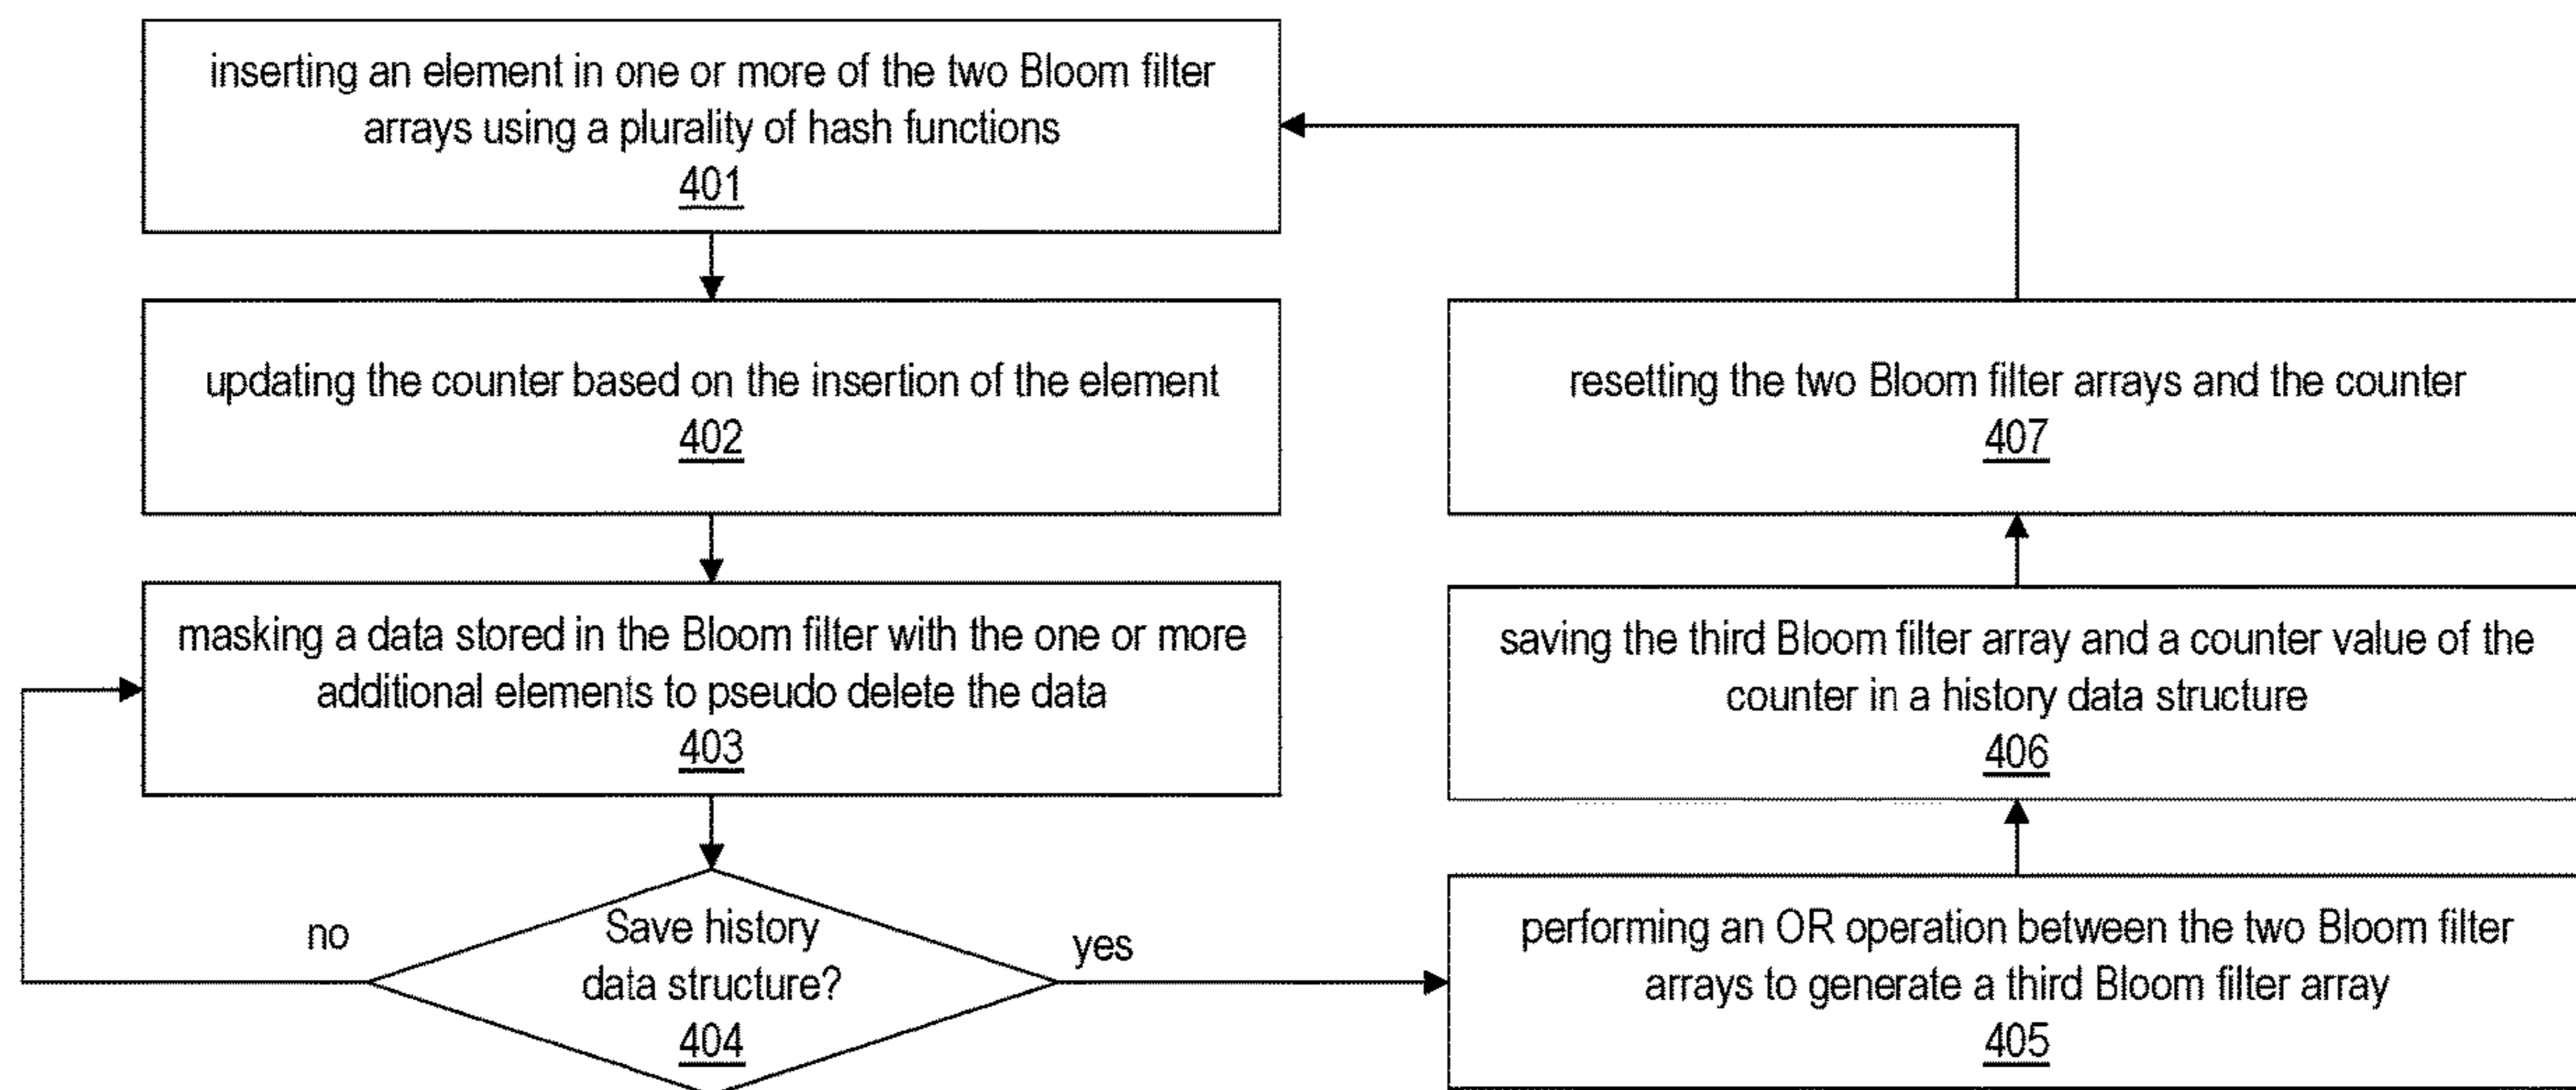 inserting an element in one or more of the two Bloom filter
arrays using a plurality of hash functions
401
updating the counter based on the insertion of the element
402
masking a data stored in the Bloom filter with the one or more
additional elements to pseudo delete the data
403
no
Save history
data structure?
404
yes
performing an OR operation between the two Bloom filter
arrays to generate a third Bloom filter array
405
saving the third Bloom filter array and a counter value of the
counter in a history data structure
406
resetting the two Bloom filter arrays and the counter
407